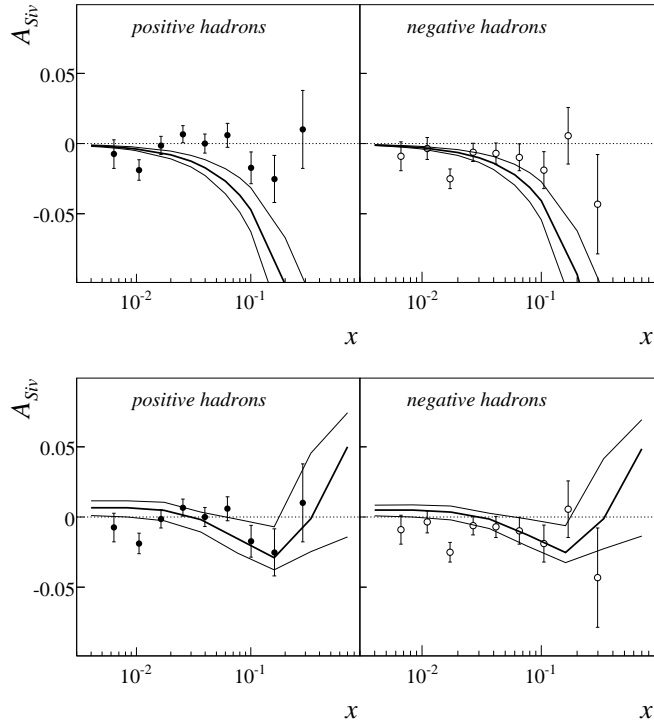 A_Siv
positive hadrons
negative hadrons
0.05
0
-0.05
10^-2
10^-1
10^-2
10^-1
x
x
A_Siv
positive hadrons
negative hadrons
0.05
0
-0.05
10^-2
10^-1
10^-2
10^-1
x
x